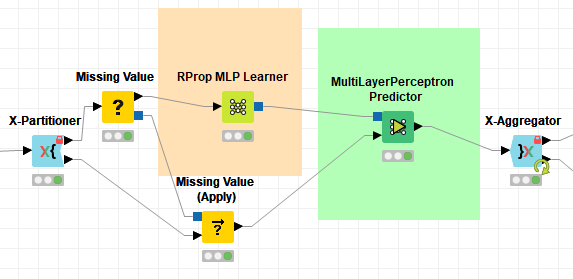 Missing Value
RProp MLP Learner
MultiLayerPerceptron
Predictor
X-Partitioner
X-Aggregator
?
X{
}X
Missing Value
(Apply)
?